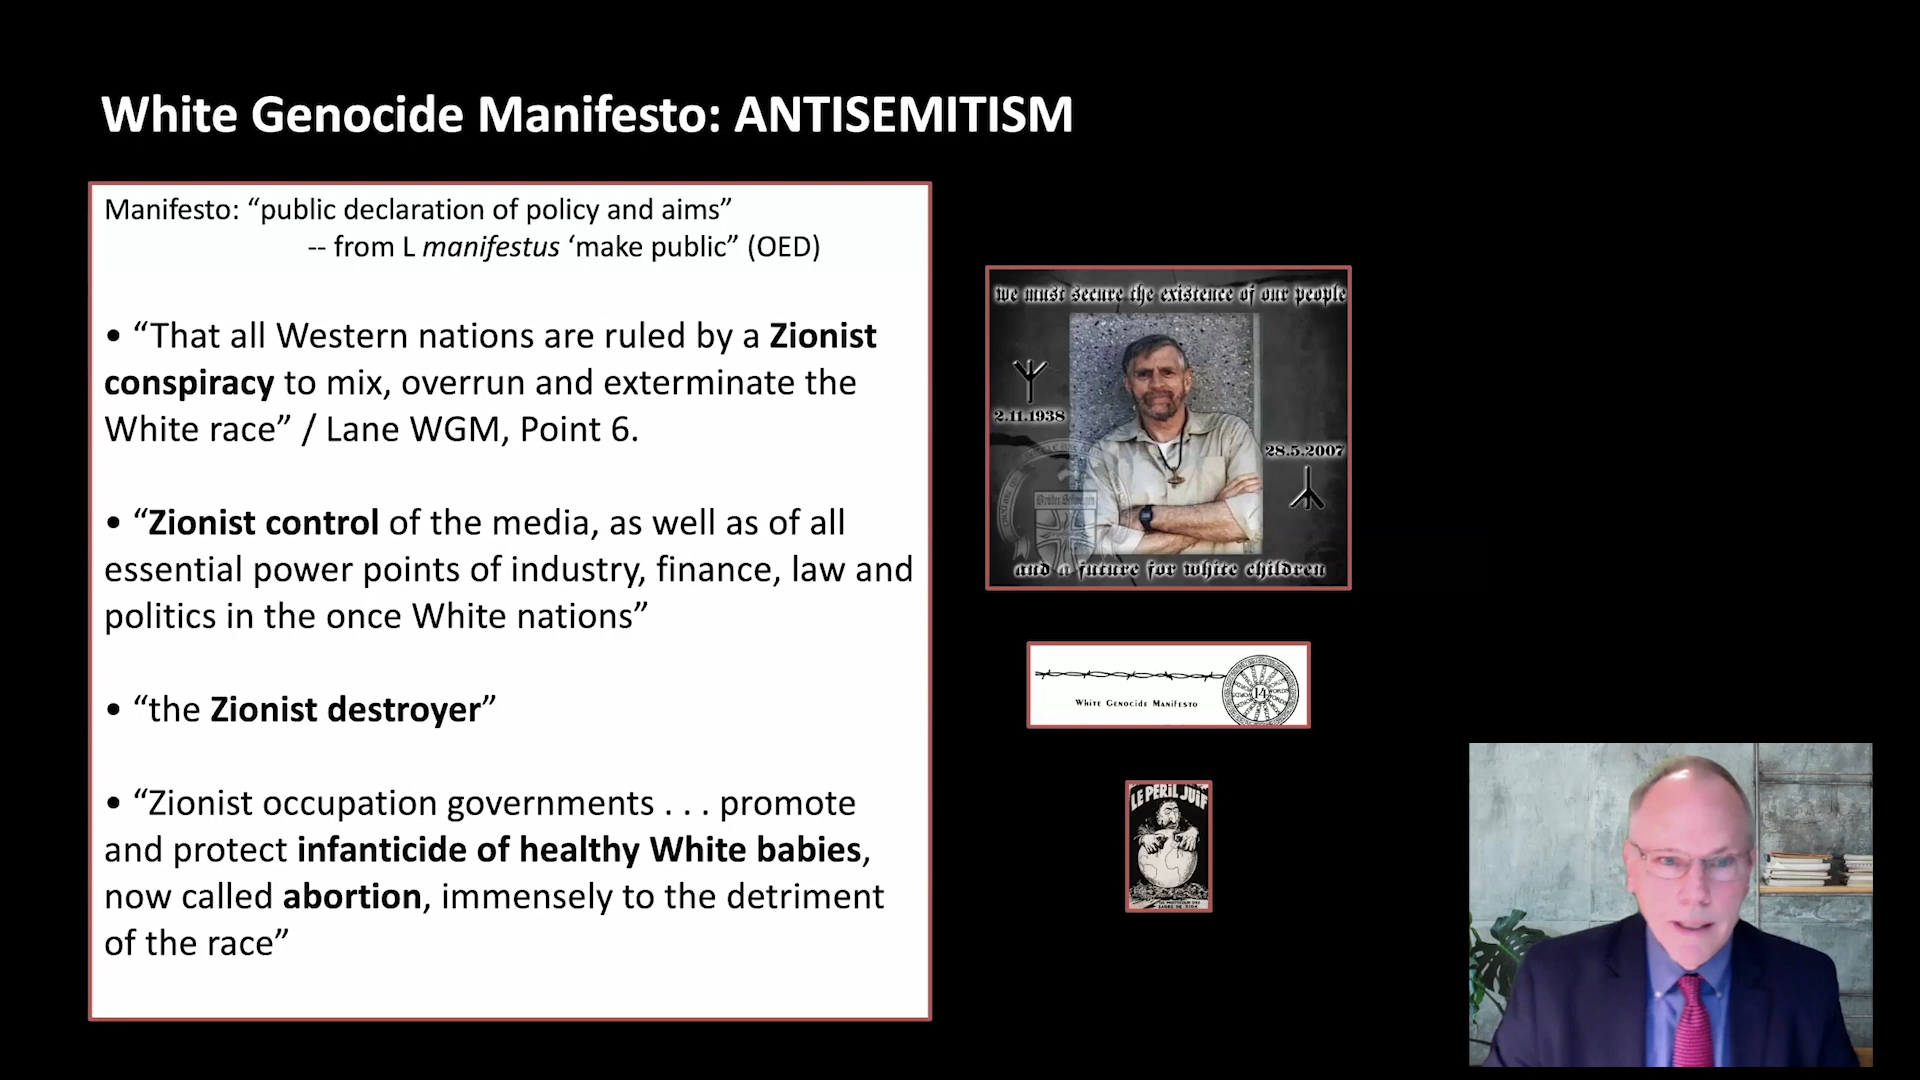 White Genocide Manifesto: ANTISEMITISM
Manifesto: “public declaration of policy and aims”
-- from L manifestus ‘make public” (OED)
• “That all Western nations are ruled by a Zionist
conspiracy to mix, overrun and exterminate the
White race” / Lane WGM, Point 6.
• “Zionist control of the media, as well as of all
essential power points of industry, finance, law and
politics in the once White nations”
• “the Zionist destroyer”
• “Zionist occupation governments . . . promote
and protect infanticide of healthy White babies,
now called abortion, immensely to the detriment
of the race”
we must secure the existence of our people
2.11.1938
28.5.2007
and a future for white children
White Genocide Manifesto
14
WORDS
LE PERIL JUIF